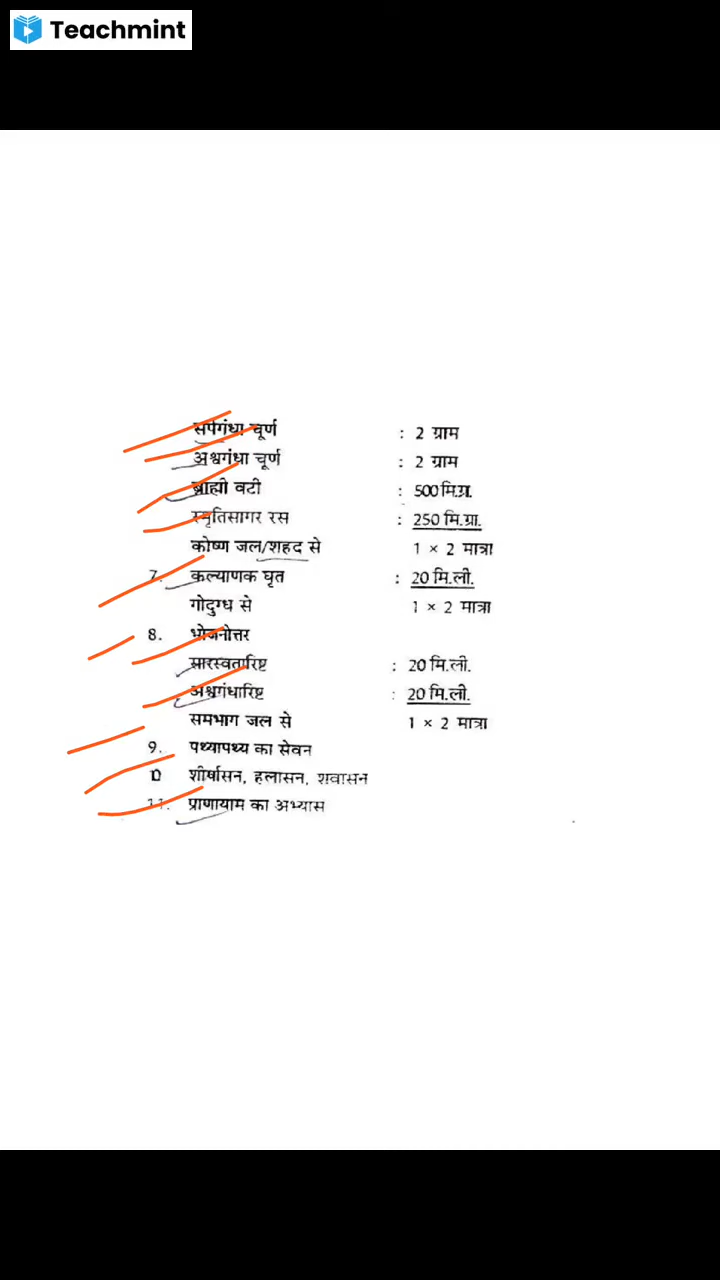 Teachmint
सर्पगंधा चूर्ण : 2 ग्राम
अश्वगंधा चूर्ण : 2 ग्राम
ब्राह्मी वटी : 500 मि.ग्र.
स्मृतिसागर रस : 250 मि.ग्रा.
कोष्ण जल/शहद से 1 × 2 मात्रा
7. कल्याणक घृत : 20 मि.ली.
गोदुग्ध से 1 × 2 मात्रा
8. भोजनोत्तर
सारस्वतारिष्ट : 20 मि.ली.
अश्वगंधारिष्ट : 20 मि.ली.
समभाग जल से 1 × 2 मात्रा
9. पथ्यापथ्य का सेवन
शीर्षासन, हलासन, शवासन
11. प्राणायाम का अभ्यास